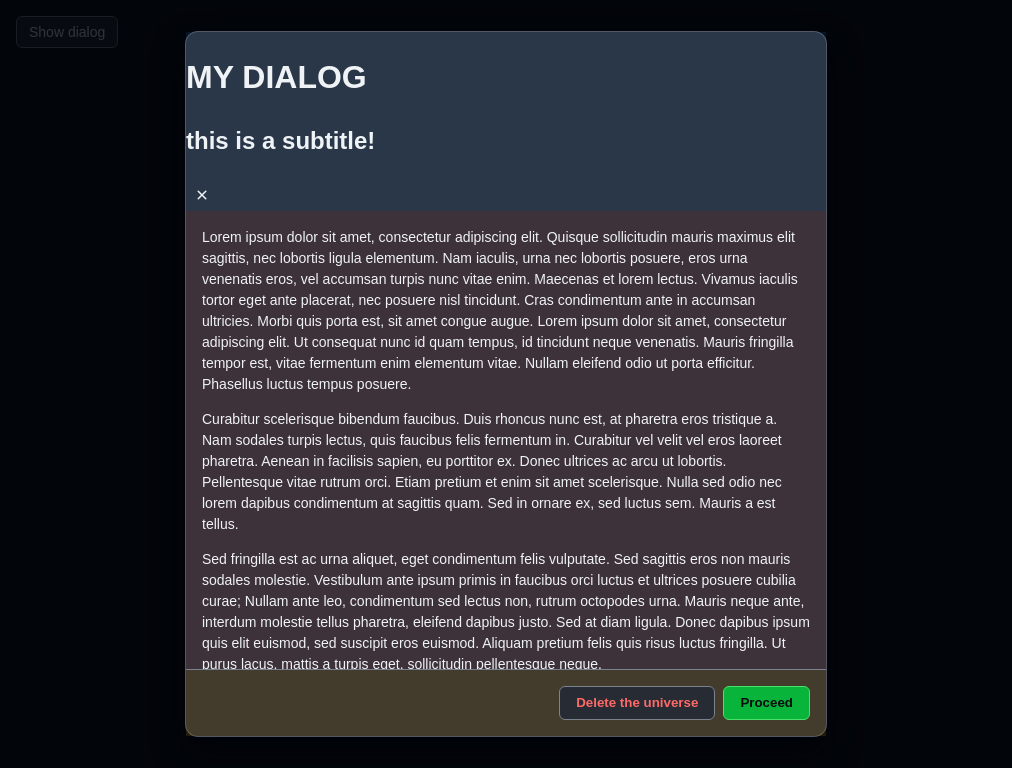 Show dialog
MY DIALOG
this is a subtitle!
✕
Lorem ipsum dolor sit amet, consectetur adipiscing elit. Quisque sollicitudin mauris maximus elit
sagittis, nec lobortis ligula elementum. Nam iaculis, urna nec lobortis posuere, eros urna
venenatis eros, vel accumsan turpis nunc vitae enim. Maecenas et lorem lectus. Vivamus iaculis
tortor eget ante placerat, nec posuere nisl tincidunt. Cras condimentum ante in accumsan
ultricies. Morbi quis porta est, sit amet congue augue. Lorem ipsum dolor sit amet, consectetur
adipiscing elit. Ut consequat nunc id quam tempus, id tincidunt neque venenatis. Mauris fringilla
tempor est, vitae fermentum enim elementum vitae. Nullam eleifend odio ut porta efficitur.
Phasellus luctus tempus posuere.
Curabitur scelerisque bibendum faucibus. Duis rhoncus nunc est, at pharetra eros tristique a.
Nam sodales turpis lectus, quis faucibus felis fermentum in. Curabitur vel velit vel eros laoreet
pharetra. Aenean in facilisis sapien, eu porttitor ex. Donec ultrices ac arcu ut lobortis.
Pellentesque vitae rutrum orci. Etiam pretium et enim sit amet scelerisque. Nulla sed odio nec
lorem dapibus condimentum at sagittis quam. Sed in ornare ex, sed luctus sem. Mauris a est
tellus.
Sed fringilla est ac urna aliquet, eget condimentum felis vulputate. Sed sagittis eros non mauris
sodales molestie. Vestibulum ante ipsum primis in faucibus orci luctus et ultrices posuere cubilia
curae; Nullam ante leo, condimentum sed lectus non, rutrum octopodes urna. Mauris neque ante,
interdum molestie tellus pharetra, eleifend dapibus justo. Sed at diam ligula. Donec dapibus ipsum
quis elit euismod, sed suscipit eros euismod. Aliquam pretium felis quis risus luctus fringilla. Ut
purus lacus, mattis a turpis eget, sollicitudin pellentesque neque.
Delete the universe
Proceed